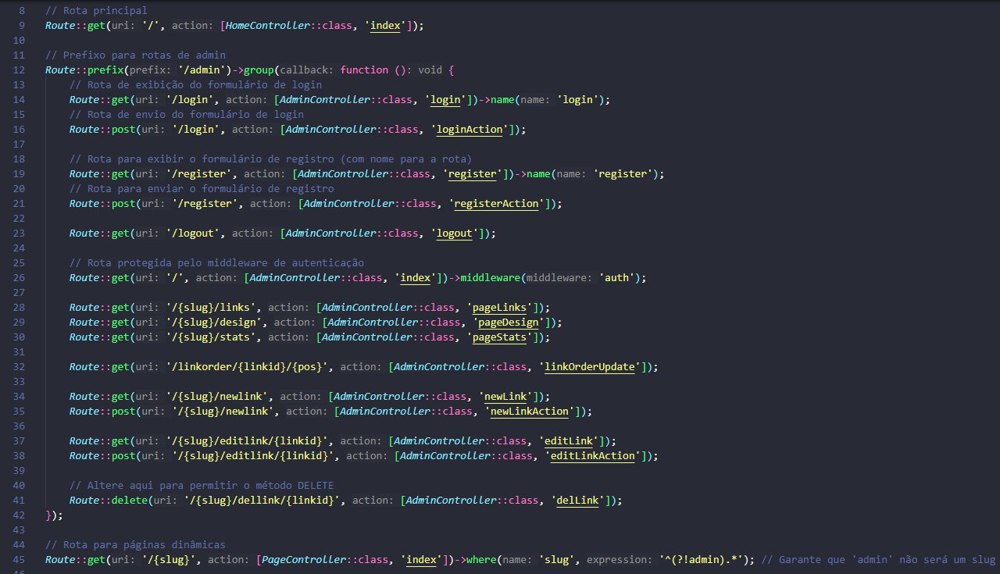 8 // Rota principal
9 Route::get(uri: '/', action: [HomeController::class, 'index']);
10
11 // Prefixo para rotas de admin
12 Route::prefix(prefix: '/admin')->group(callback: function (): void {
13 // Rota de exibição do formulário de login
14 Route::get(uri: '/login', action: [AdminController::class, 'login'])->name(name: 'login');
15 // Rota de envio do formulário de login
16 Route::post(uri: '/login', action: [AdminController::class, 'loginAction']);
17
18 // Rota para exibir o formulário de registro (com nome para a rota)
19 Route::get(uri: '/register', action: [AdminController::class, 'register'])->name(name: 'register');
20 // Rota para enviar o formulário de registro
21 Route::post(uri: '/register', action: [AdminController::class, 'registerAction']);
22
23 Route::get(uri: '/logout', action: [AdminController::class, 'logout']);
24
25 // Rota protegida pelo middleware de autenticação
26 Route::get(uri: '/', action: [AdminController::class, 'index'])->middleware(middleware: 'auth');
27
28 Route::get(uri: '/{slug}/links', action: [AdminController::class, 'pageLinks']);
29 Route::get(uri: '/{slug}/design', action: [AdminController::class, 'pageDesign']);
30 Route::get(uri: '/{slug}/stats', action: [AdminController::class, 'pageStats']);
31
32 Route::get(uri: '/linkorder/{linkid}/{pos}', action: [AdminController::class, 'linkOrderUpdate']);
33
34 Route::get(uri: '/{slug}/newlink', action: [AdminController::class, 'newLink']);
35 Route::post(uri: '/{slug}/newlink', action: [AdminController::class, 'newLinkAction']);
36
37 Route::get(uri: '/{slug}/editlink/{linkid}', action: [AdminController::class, 'editLink']);
38 Route::post(uri: '/{slug}/editlink/{linkid}', action: [AdminController::class, 'editLinkAction']);
39
40 // Altere aqui para permitir o método DELETE
41 Route::delete(uri: '/{slug}/dellink/{linkid}', action: [AdminController::class, 'delLink']);
42 });
43
44 // Rota para páginas dinâmicas
45 Route::get(uri: '/{slug}', action: [PageController::class, 'index'])->where(name: 'slug', expression: '^(?!admin).*'); // Garante que 'admin' não será um slug